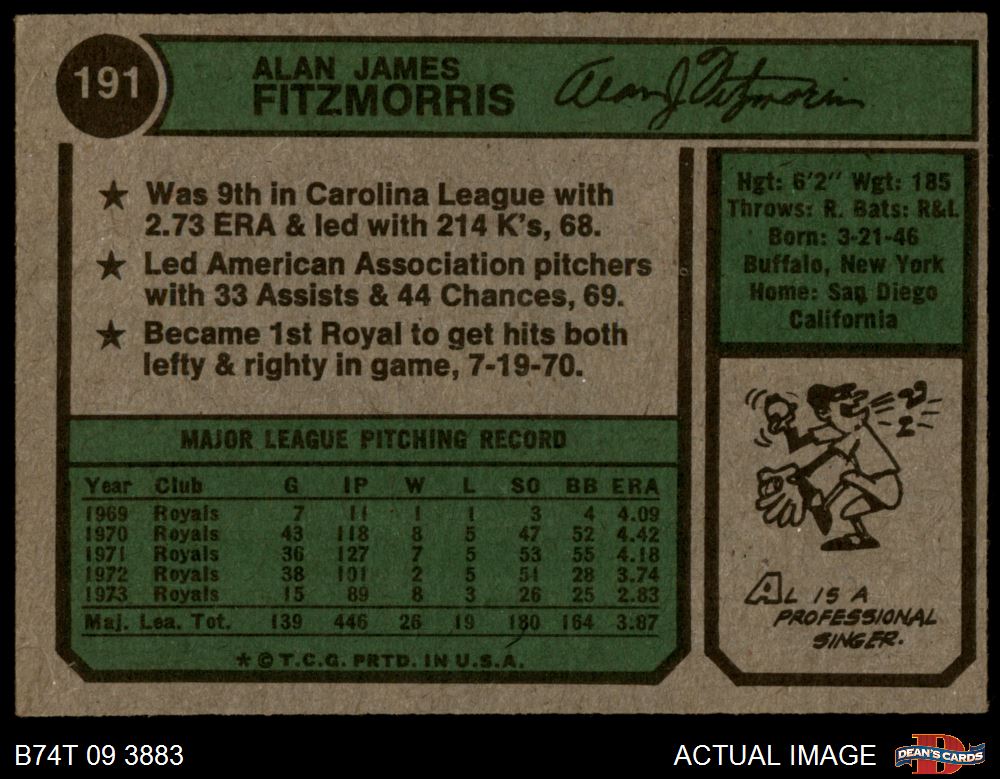 191
ALAN JAMES
FITZMORRIS
Alan J Fitzmorris
★ Was 9th in Carolina League with
2.73 ERA & led with 214 K's, 68.
★ Led American Association pitchers
with 33 Assists & 44 Chances, 69.
★ Became 1st Royal to get hits both
lefty & righty in game, 7-19-70.
Hgt: 6'2" Wgt: 185
Throws: R. Bats: R&L
Born: 3-21-46
Buffalo, New York
Home: San Diego
California
MAJOR LEAGUE PITCHING RECORD
Year Club G IP W L SO BB ERA
1969 Royals 7 11 1 1 3 4 4.09
1970 Royals 43 118 8 5 47 52 4.42
1971 Royals 36 127 7 5 53 55 4.18
1972 Royals 38 101 2 5 51 28 3.74
1973 Royals 15 89 8 3 26 25 2.83
Maj. Lea. Tot. 139 446 26 19 180 164 3.87
★ © T.C.G. PRTD. IN U.S.A.
AL IS A
PROFESSIONAL
SINGER.
B74T 09 3883
ACTUAL IMAGE
DEAN'S CARDS